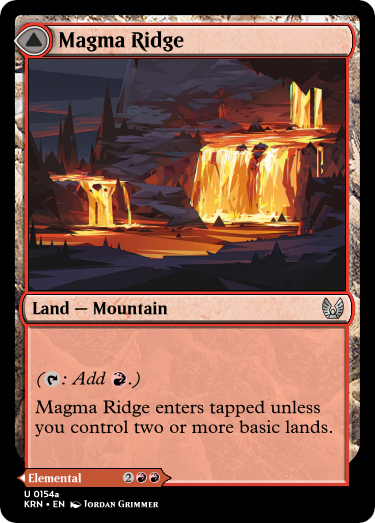 Magma Ridge
Land — Mountain
(: Add .)
Magma Ridge enters tapped unless
you control two or more basic lands.
Elemental 2
U 0154a
KRN • EN Jordan Grimmer